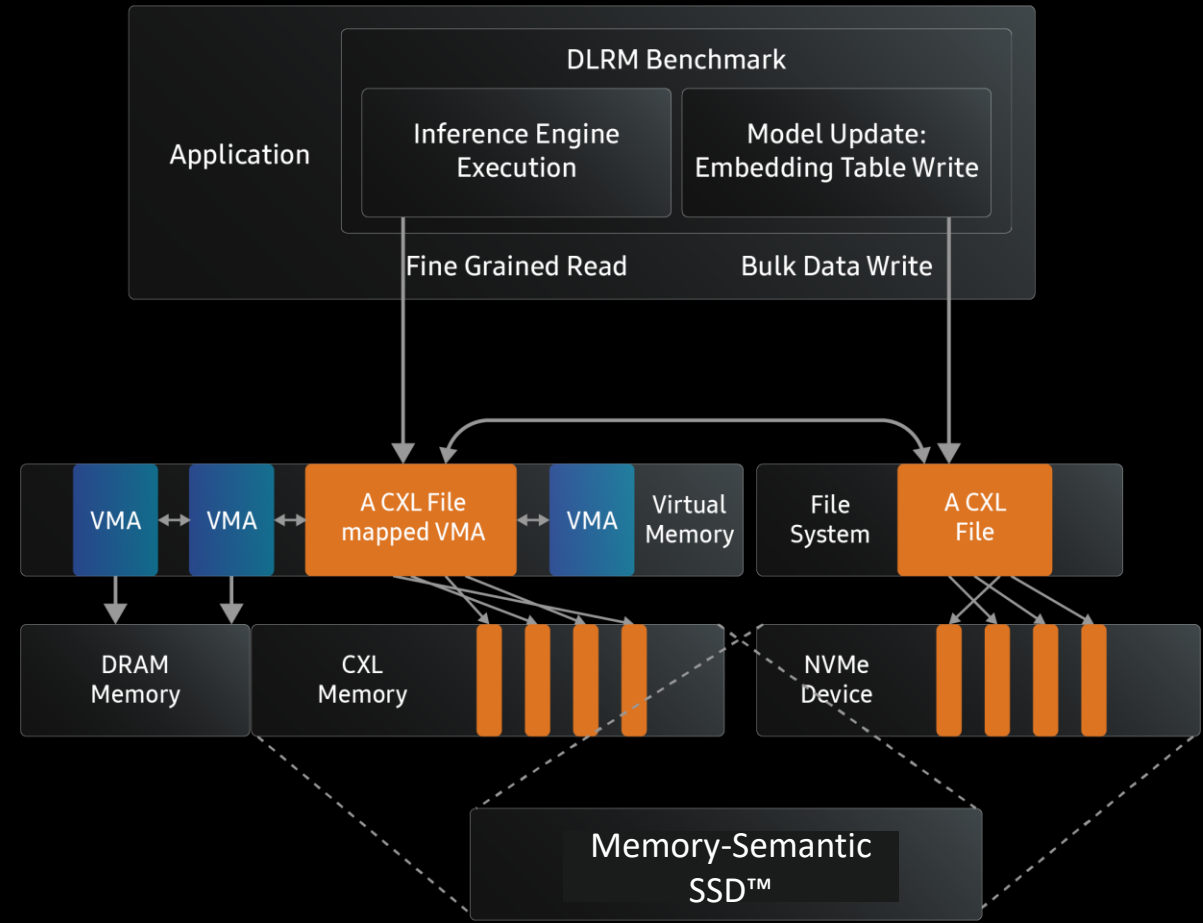 DLRM Benchmark
Application
Inference Engine
Execution
Model Update:
Embedding Table Write
Fine Grained Read
Bulk Data Write
VMA
VMA
A CXL File
mapped VMA
VMA
Virtual
Memory
File
System
A CXL
File
DRAM
Memory
CXL
Memory
NVMe
Device
Memory-Semantic
SSD™